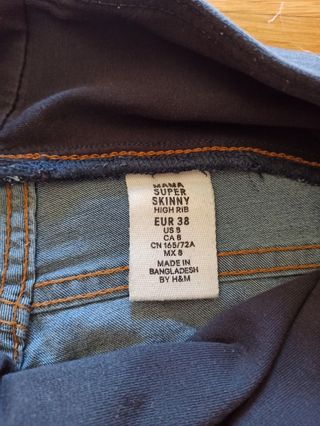 MAMA
SUPER
SKINNY
HIGH RIB
EUR 38
US 8
CA 8
CN 165/72A
MX 8
MADE IN
BANGLADESH
BY H&M